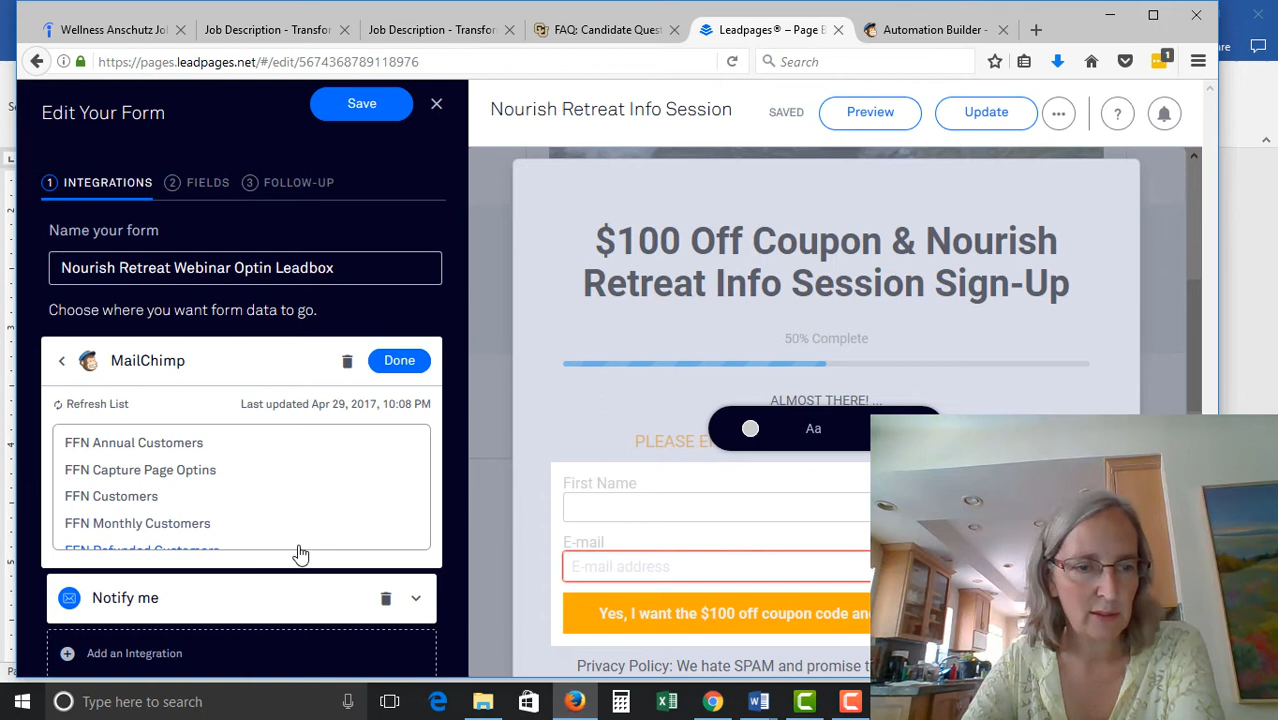 Wellness Anschutz Jo
Job Description - Transfor
Job Description - Transfor
FAQ: Candidate Quest
Leadpages® – Page B
Automation Builder -
https://pages.leadpages.net/#/edit/5674368789118976
Search
1
Edit Your Form
Save
Nourish Retreat Info Session
SAVED
Preview
Update
?
1 INTEGRATIONS
2 FIELDS
3 FOLLOW-UP
Name your form
Nourish Retreat Webinar Optin Leadbox
Choose where you want form data to go.
MailChimp
Done
Refresh List
Last updated Apr 29, 2017, 10:08 PM
FFN Annual Customers
FFN Capture Page Optins
FFN Customers
FFN Monthly Customers
FFN Refunded Customers
Notify me
Add an Integration
$100 Off Coupon & Nourish
Retreat Info Session Sign-Up
50% Complete
ALMOST THERE! ...
Aa
PLEASE E
First Name
E-mail
E-mail address
Yes, I want the $100 off coupon code an
Privacy Policy: We hate SPAM and promise t
Type here to search